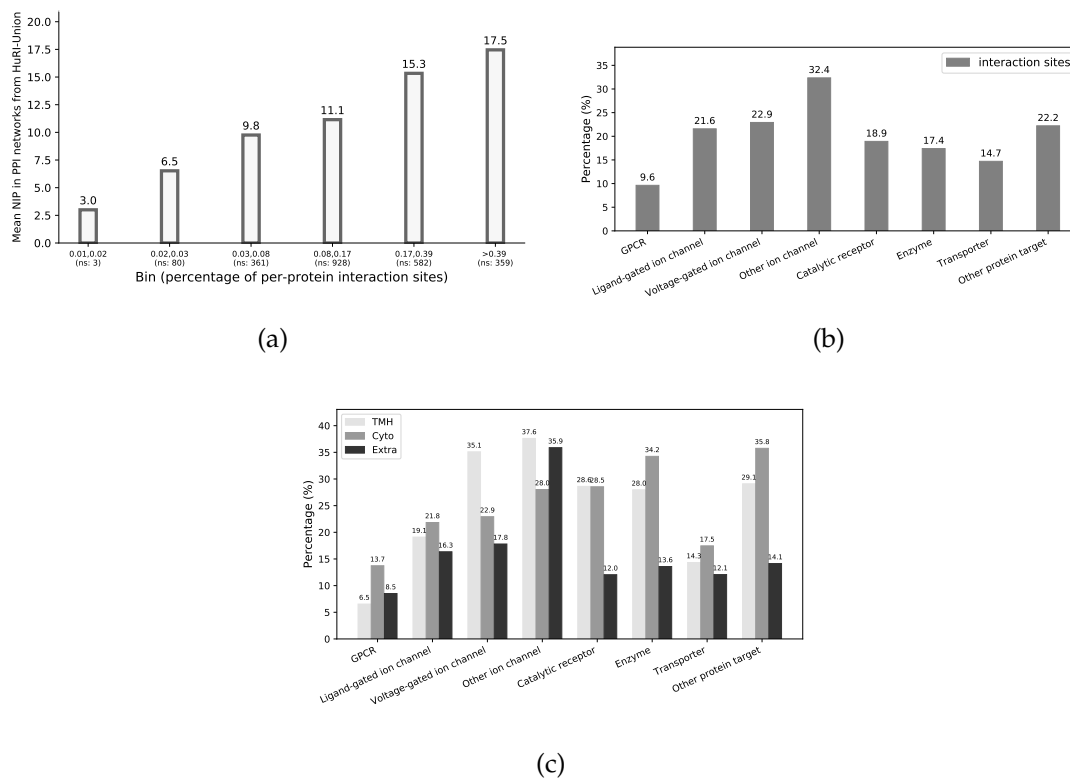 Mean NIP in PPI networks from HuRI-Union
20.0
17.5
15.0
12.5
10.0
7.5
5.0
2.5
0.0
3.0
6.5
9.8
11.1
15.3
17.5
0.01,0.02
(ns: 3)
0.02,0.03
(ns: 80)
0.03,0.08
(ns: 361)
0.08,0.17
(ns: 928)
0.17,0.39
(ns: 582)
>0.39
(ns: 359)
Bin (percentage of per-protein interaction sites)
(a)
Percentage (%)
35
30
25
20
15
10
5
0
interaction sites
9.6
21.6
22.9
32.4
18.9
17.4
14.7
22.2
GPCR
Ligand-gated ion channel
Voltage-gated ion channel
Other ion channel
Catalytic receptor
Enzyme
Transporter
Other protein target
(b)
Percentage (%)
40
35
30
25
20
15
10
5
0
TMH
Cyto
Extra
6.5
13.7
8.5
19.1
21.8
16.3
35.1
22.9
17.8
37.6
28.0
35.9
28.6
28.5
12.0
28.0
34.2
13.6
14.3
17.5
12.1
29.1
35.8
14.1
GPCR
Ligand-gated ion channel
Voltage-gated ion channel
Other ion channel
Catalytic receptor
Enzyme
Transporter
Other protein target
(c)